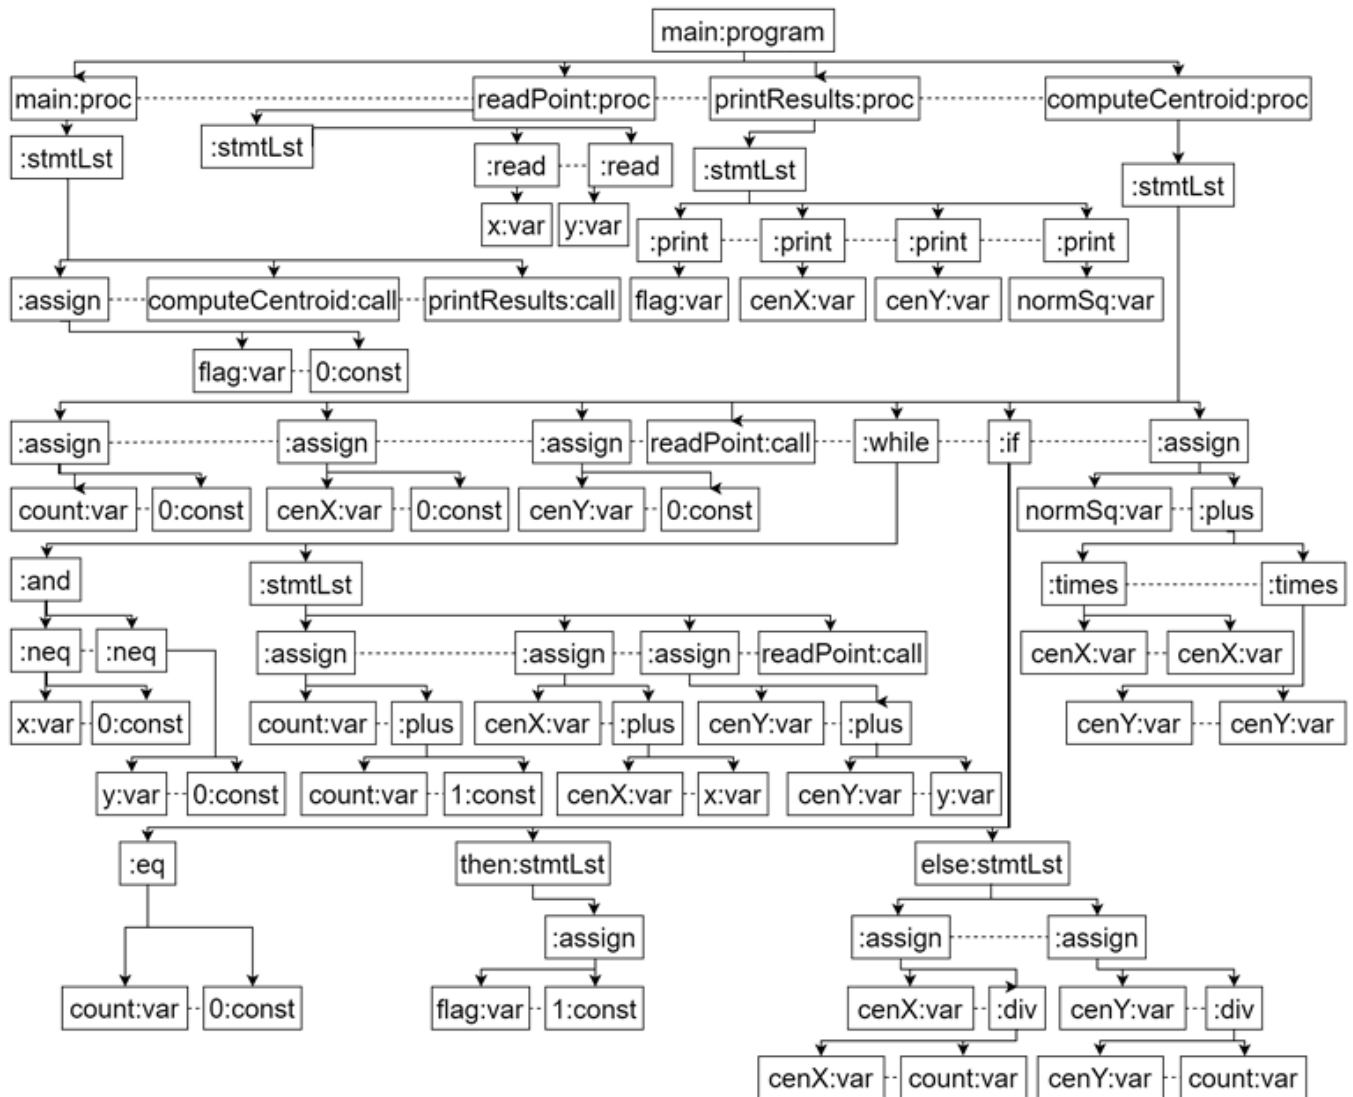 main:program
main:proc readPoint:proc printResults:proc computeCentroid:proc
:stmtLst :stmtLst :read :read :stmtLst :stmtLst
x:var y:var :print :print :print :print
:assign computeCentroid:call printResults:call flag:var cenX:var cenY:var normSq:var
flag:var 0:const
:assign :assign :assign readPoint:call :while :if :assign
count:var 0:const cenX:var 0:const cenY:var 0:const normSq:var :plus
:and :stmtLst :times :times
:neq :neq :assign :assign :assign readPoint:call cenX:var cenX:var
x:var 0:const count:var :plus cenX:var :plus cenY:var :plus cenY:var cenY:var
y:var 0:const count:var 1:const cenX:var x:var cenY:var y:var
:eq then:stmtLst else:stmtLst
:assign :assign :assign
count:var 0:const flag:var 1:const cenX:var :div cenY:var :div
cenX:var count:var cenY:var count:var